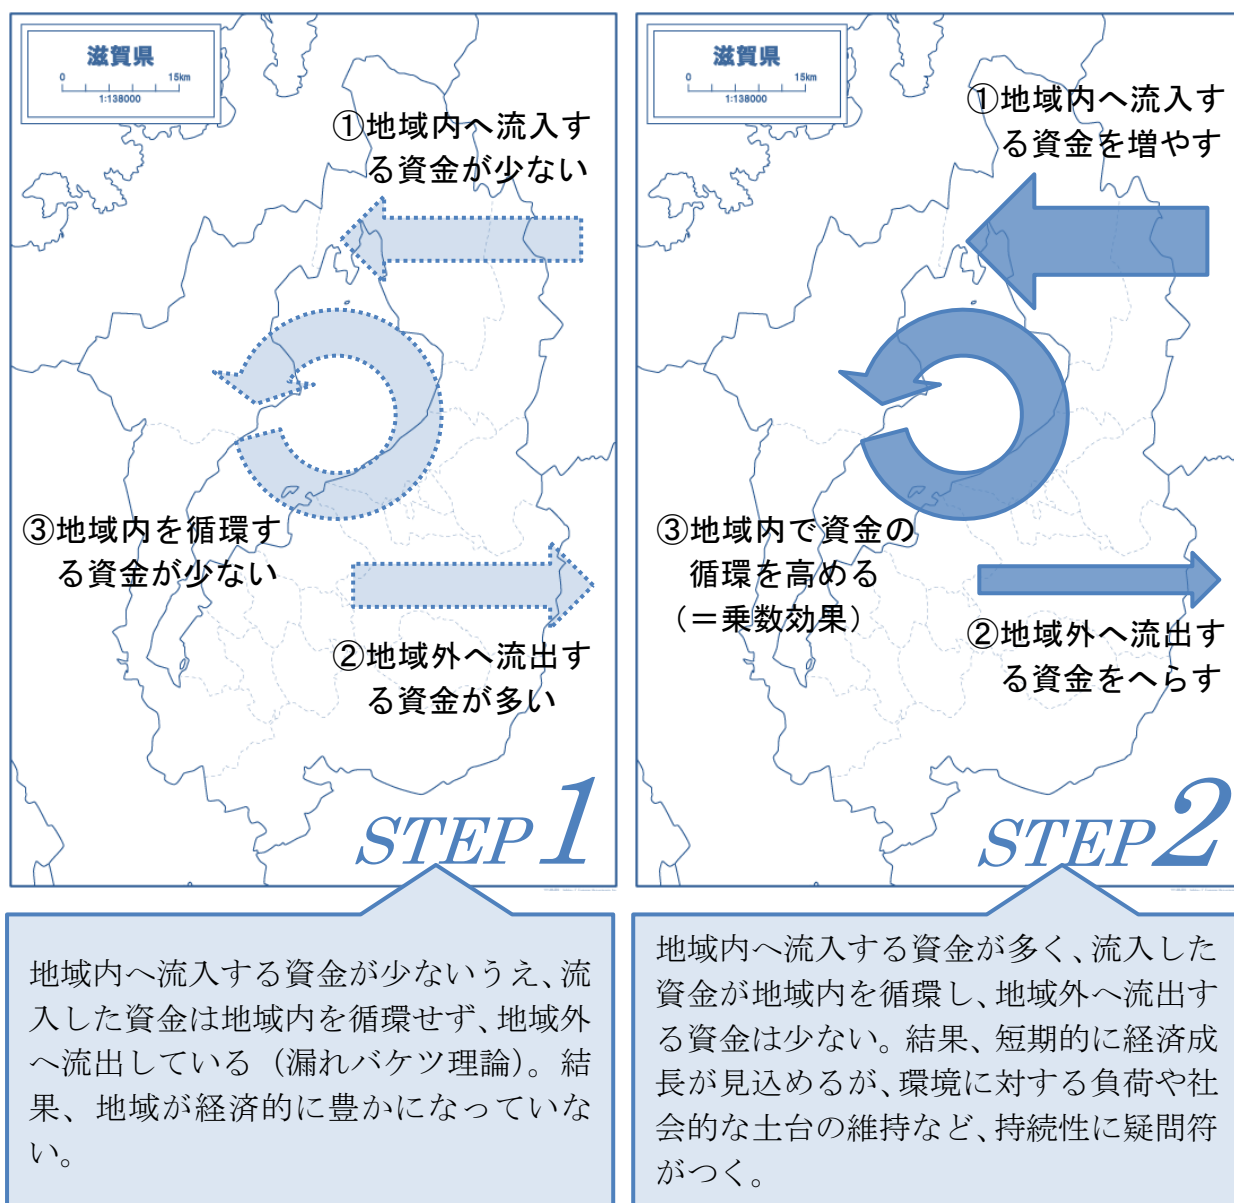 滋賀県
0 15km
1:138000
①地域内へ流入す
る資金が少ない
③地域内を循環す
る資金が少ない
②地域外へ流出す
る資金が多い
STEP1
地域内へ流入する資金が少ないうえ、流
入した資金は地域内を循環せず、地域外
へ流出している（漏れバケツ理論）。結
果、地域が経済的に豊かになっていな
い。
滋賀県
0 15km
1:138000
①地域内へ流入す
る資金を増やす
③地域内で資金の
循環を高める
（＝乗数効果）
②地域外へ流出す
る資金をへらす
STEP2
地域内へ流入する資金が多く、流入した
資金が地域内を循環し、地域外へ流出す
る資金は少ない。結果、短期的に経済成
長が見込めるが、環境に対する負荷や社
会的な土台の維持など、持続性に疑問符
がつく。